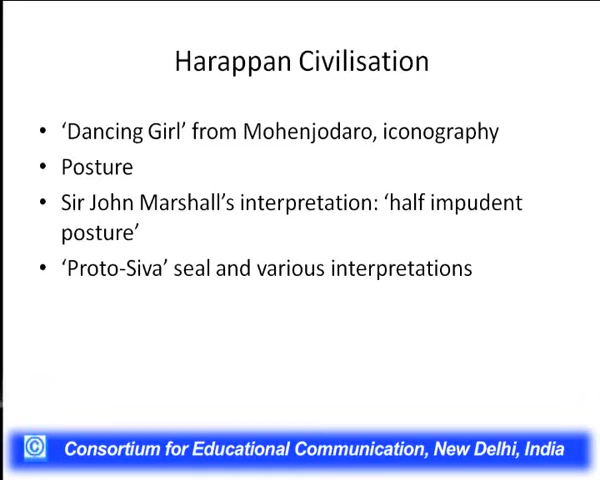 Harappan Civilisation
• ‘Dancing Girl’ from Mohenjodaro, iconography
• Posture
• Sir John Marshall’s interpretation: ‘half impudent
posture’
• ‘Proto-Siva’ seal and various interpretations
© Consortium for Educational Communication, New Delhi, India